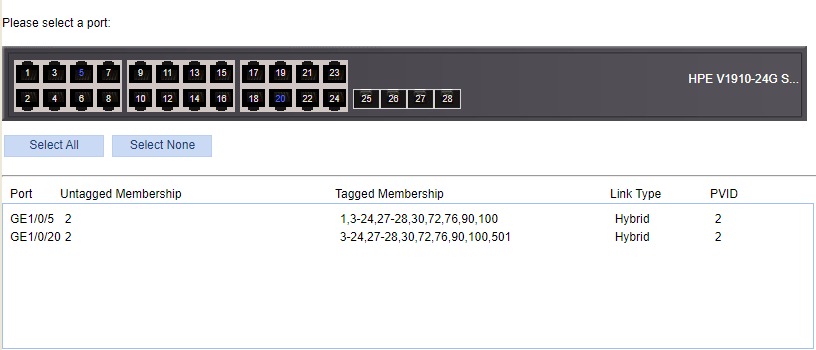 Please select a port:
1 3 5 7 9 11 13 15 17 19 21 23
HPE V1910-24G S...
2 4 6 8 10 12 14 16 18 20 22 24 25 26 27 28
Select All Select None
Port Untagged Membership Tagged Membership Link Type PVID
GE1/0/5 2 1,3-24,27-28,30,72,76,90,100 Hybrid 2
GE1/0/20 2 3-24,27-28,30,72,76,90,100,501 Hybrid 2